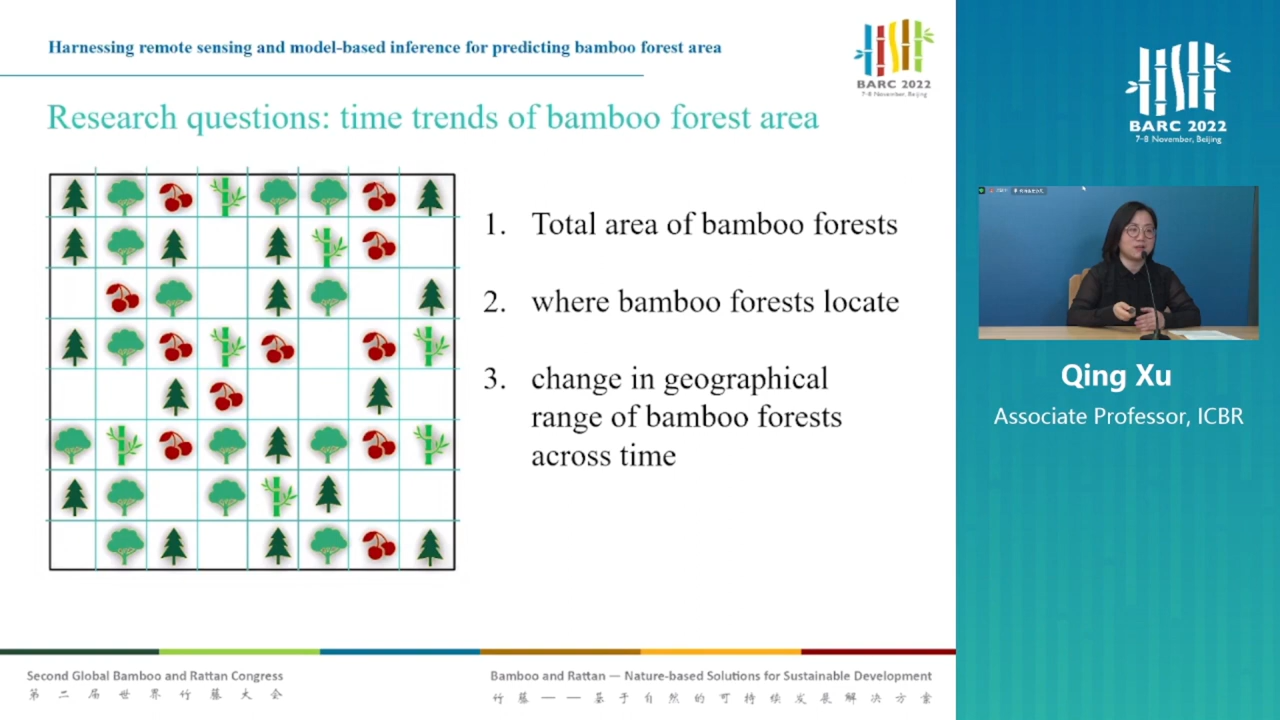 Harnessing remote sensing and model-based inference for predicting bamboo forest area
BARC 2022
7-8 November, Beijing
Research questions: time trends of bamboo forest area
1. Total area of bamboo forests
2. where bamboo forests locate
3. change in geographical
range of bamboo forests
across time
Second Global Bamboo and Rattan Congress
第二届世界竹藤大会
Bamboo and Rattan — Nature-based Solutions for Sustainable Development
竹藤——基于自然的可持续发展解决方案
BARC 2022
7-8 November, Beijing
Qing Xu
Associate Professor, ICBR